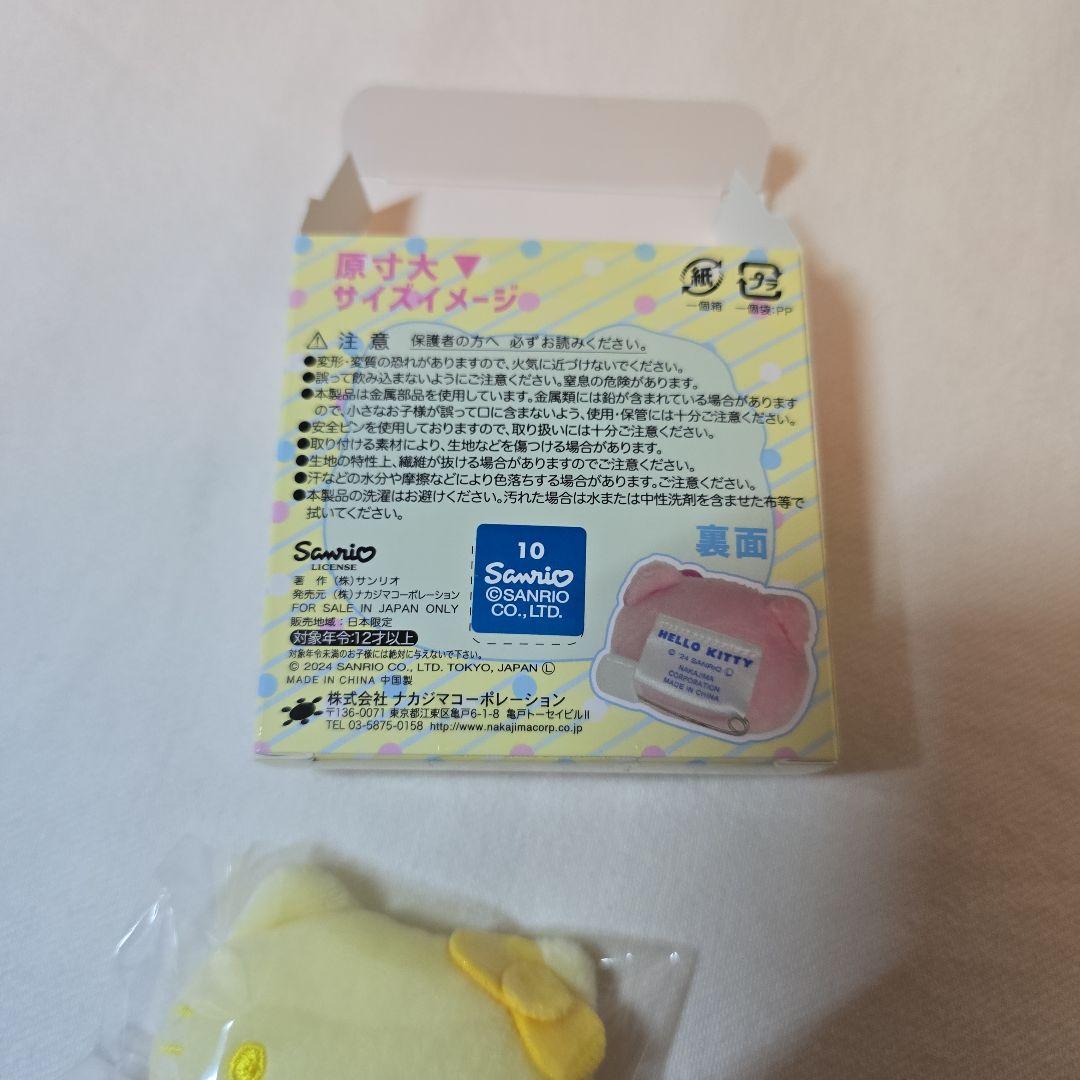 原寸大▼
サイズイメージ
紙
プラ
一個箱
一個袋:PP
⚠ 注意 保護者の方へ 必ずお読みください。
●変形・変質の恐れがありますので、火気に近づけないでください。
●誤って飲み込まないようにご注意ください。窒息の危険があります。
●本製品は金属部品を使用しています。金属類には鉛が含まれている場合があります
ので、小さなお子様が誤って口に含まないよう、使用・保管には十分ご注意ください。
●安全ピンを使用しておりますので、取り扱いには十分ご注意ください。
●取り付ける素材により、生地などを傷つける場合があります。
●生地の特性上、繊維が抜ける場合がありますのでご注意ください。
●汗などの水分や摩擦などにより色落ちする場合があります。ご注意ください。
●本製品の洗濯はお避けください。汚れた場合は水または中性洗剤を含ませた布等で
拭いてください。
Sanrio
LICENSE
著作 (株)サンリオ
発売元 (株)ナカジマコーポレーション
FOR SALE IN JAPAN ONLY
販売地域:日本限定
対象年令:12才以上
対象年令未満のお子様には絶対に与えないで下さい。
© 2024 SANRIO CO., LTD. TOKYO, JAPAN Ⓛ
MADE IN CHINA 中国製
株式会社 ナカジマコーポレーション
〒136-0071 東京都江東区亀戸6-1-8 亀戸トーセイビルⅡ
TEL 03-5875-0158 http://www.nakajimacorp.co.jp
10
Sanrio
©SANRIO
CO., LTD.
裏面
HELLO KITTY
© '24 SANRIO Ⓛ
NAKAJIMA
CORPORATION
MADE IN CHINA